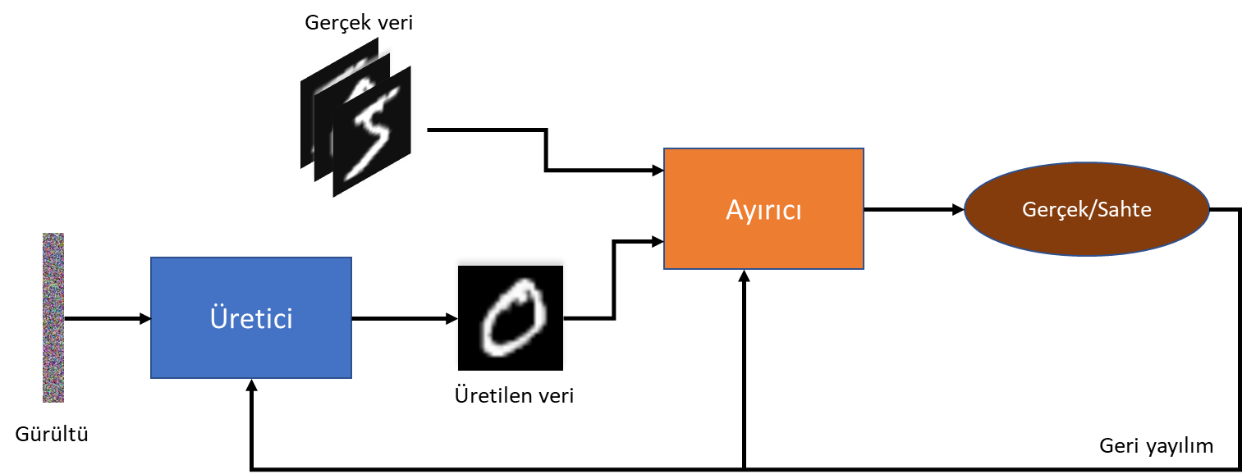 Gerçek veri
Ayırıcı
Gerçek/Sahte
Üretici
Üretilen veri
Gürültü
Geri yayılım